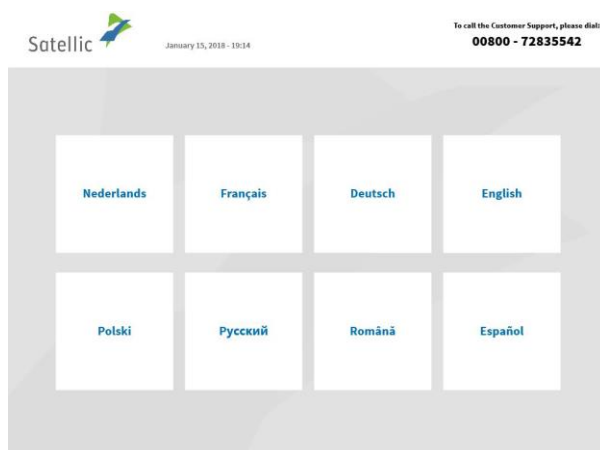 Satellic
January 15, 2018 - 19:14
To call the Customer Support, please dial:
00800 - 72835542
Nederlands
Français
Deutsch
English
Polski
Русский
Română
Español